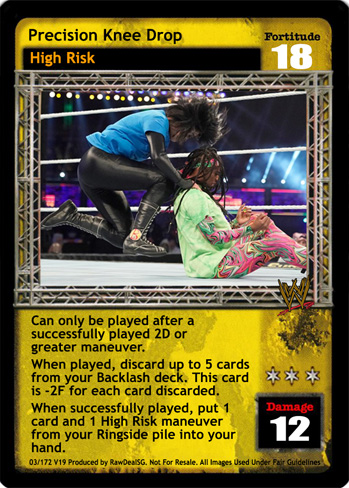 Precision Knee Drop
Fortitude
High Risk
18
Can only be played after a
successfully played 2D or
greater maneuver.
When played, discard up to 5 cards
from your Backlash deck. This card
is -2F for each card discarded.
When successfully played, put 1
card and 1 High Risk maneuver
from your Ringside pile into your
hand.
Damage
12
03/172 V19 Produced by RawDealSG. Not For Resale. All Images Used Under Fair Guidelines